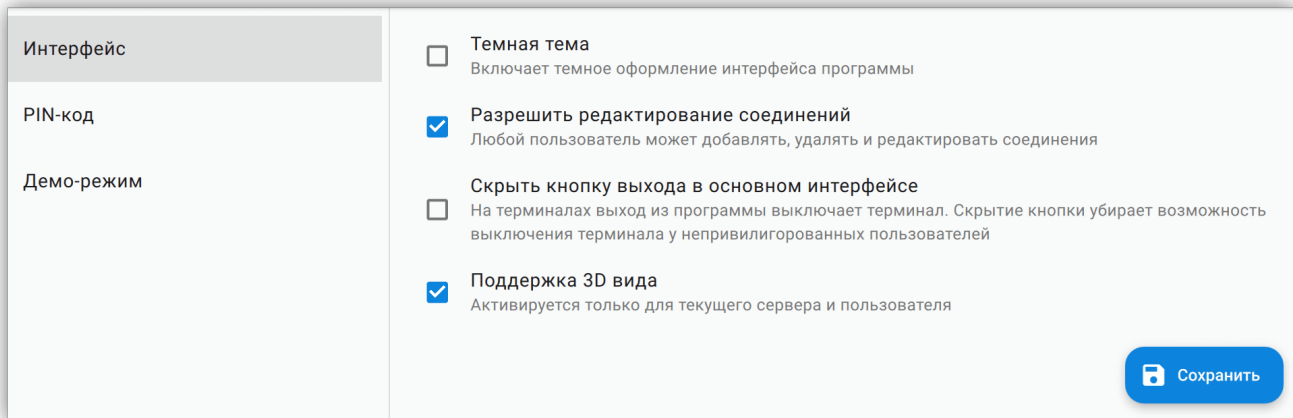 Интерфейс
PIN-код
Демо-режим
Темная тема
Включает темное оформление интерфейса программы
Разрешить редактирование соединений
Любой пользователь может добавлять, удалять и редактировать соединения
Скрыть кнопку выхода в основном интерфейсе
На терминалах выход из программы выключает терминал. Скрытие кнопки убирает возможность
выключения терминала у непривилигорованных пользователей
Поддержка 3D вида
Активируется только для текущего сервера и пользователя
Сохранить